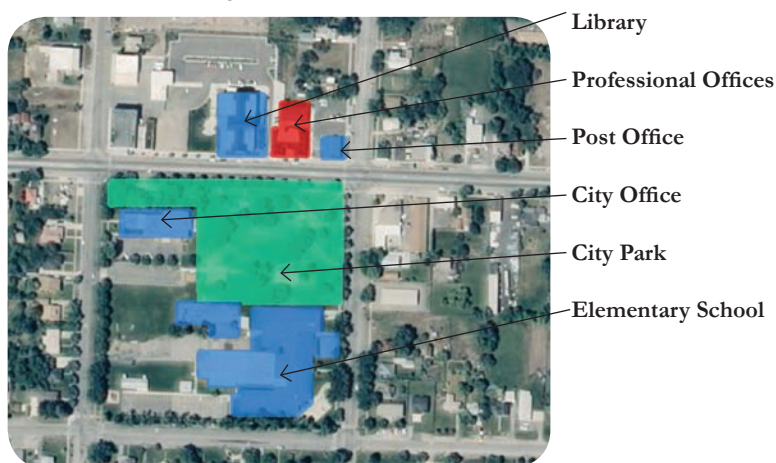 Library
Professional Offices
Post Office
City Office
City Park
Elementary School